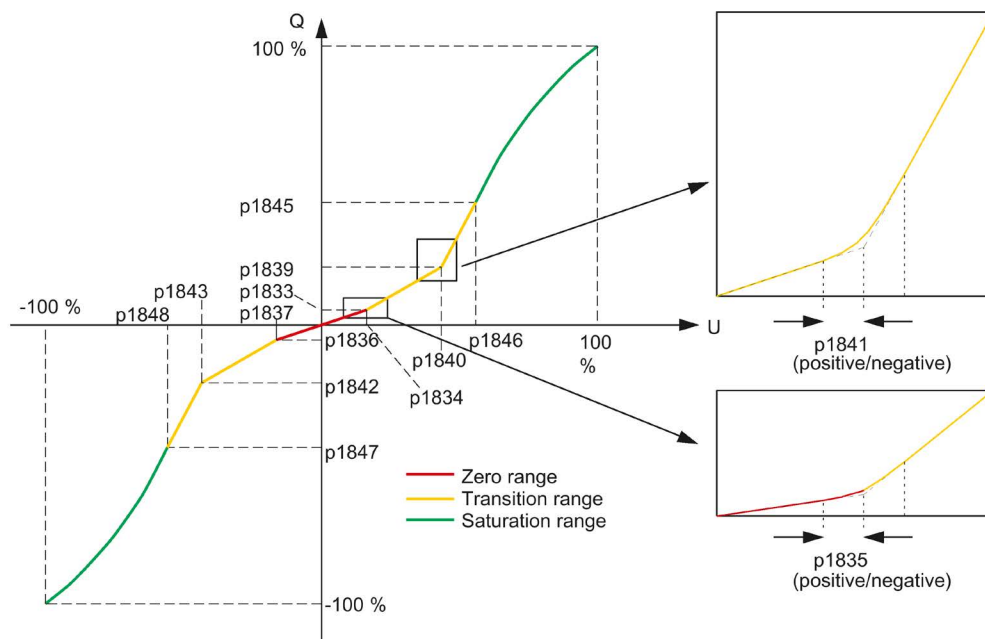 Q
100 %
p1845
p1839
p1843
p1833
-100 %
p1848
p1837
U
p1836
p1846
100
%
p1840
p1834
p1842
p1847
Zero range
Transition range
Saturation range
-100 %
p1841
(positive/negative)
p1835
(positive/negative)